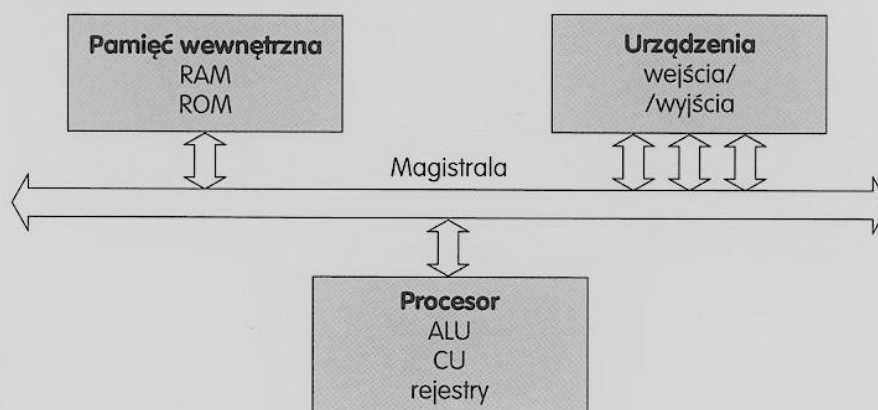 Pamięć wewnętrzna
RAM
ROM
Urządzenia
wejścia/
/wyjścia
Magistrala
Procesor
ALU
CU
rejestry